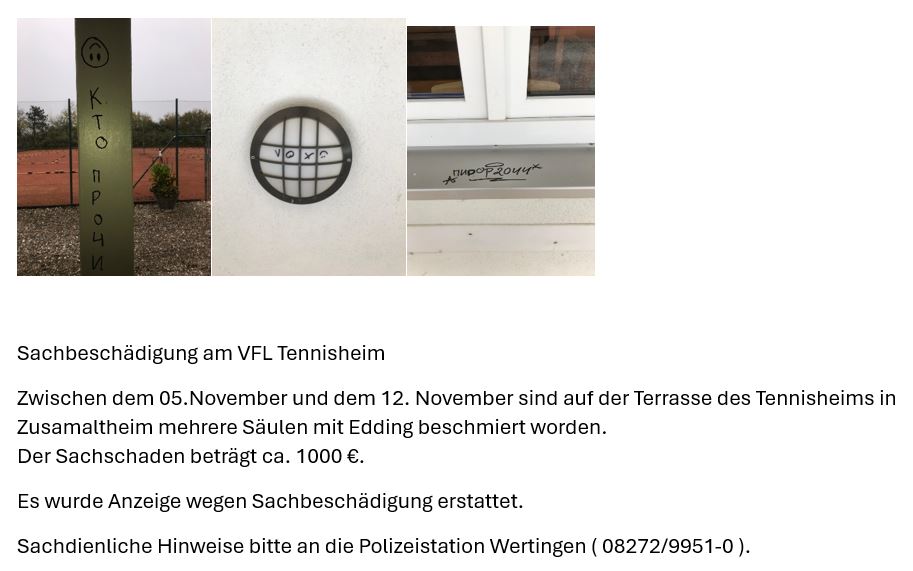 К
Т
О
П
Р
О
Ч
И
VOXC
Sachbeschädigung am VFL Tennisheim
Zwischen dem 05.November und dem 12. November sind auf der Terrasse des Tennisheims in
Zusamaltheim mehrere Säulen mit Edding beschmiert worden.
Der Sachschaden beträgt ca. 1000 €.
Es wurde Anzeige wegen Sachbeschädigung erstattet.
Sachdienliche Hinweise bitte an die Polizeistation Wertingen ( 08272/9951-0 ).